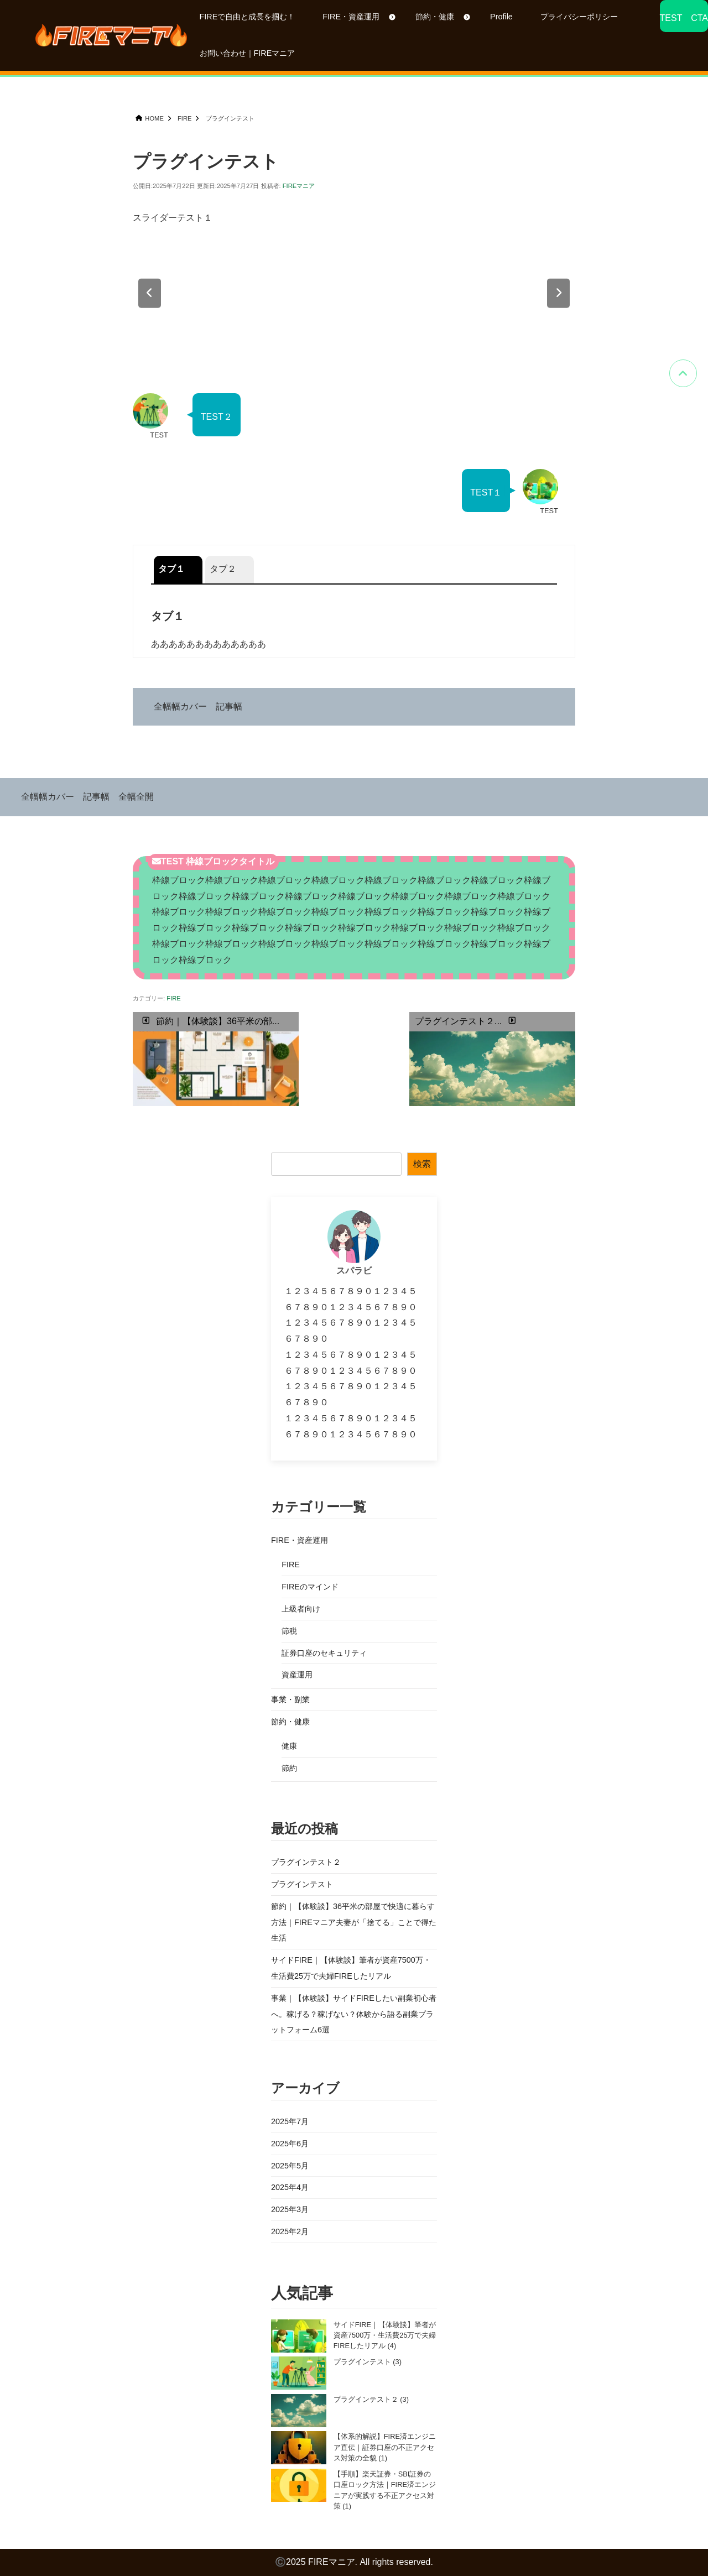 FIREマニア
FIREで自由と成長を掴む！
FIRE・資産運用
節約・健康
Profile
プライバシーポリシー
お問い合わせ｜FIREマニア
TEST　CTA
HOME
FIRE
プラグインテスト
プラグインテスト
公開日:2025年7月22日 更新日:2025年7月27日 投稿者: FIREマニア
スライダーテスト１
TEST２
TEST
TEST１
TEST
タブ１
タブ２
タブ１
あああああああああああああ
全幅幅カバー　記事幅
全幅幅カバー　記事幅　全幅全開
TEST 枠線ブロックタイトル
枠線ブロック枠線ブロック枠線ブロック枠線ブロック枠線ブロック枠線ブロック枠線ブロック枠線ブ
ロック枠線ブロック枠線ブロック枠線ブロック枠線ブロック枠線ブロック枠線ブロック枠線ブロック
枠線ブロック枠線ブロック枠線ブロック枠線ブロック枠線ブロック枠線ブロック枠線ブロック枠線ブ
ロック枠線ブロック枠線ブロック枠線ブロック枠線ブロック枠線ブロック枠線ブロック枠線ブロック
枠線ブロック枠線ブロック枠線ブロック枠線ブロック枠線ブロック枠線ブロック枠線ブロック枠線ブ
ロック枠線ブロック
カテゴリー: FIRE
節約｜【体験談】36平米の部...
プラグインテスト２...
検索
スパラビ
１２３４５６７８９０１２３４５
６７８９０１２３４５６７８９０
１２３４５６７８９０１２３４５
６７８９０
１２３４５６７８９０１２３４５
６７８９０１２３４５６７８９０
１２３４５６７８９０１２３４５
６７８９０
１２３４５６７８９０１２３４５
６７８９０１２３４５６７８９０
カテゴリー一覧
FIRE・資産運用
FIRE
FIREのマインド
上級者向け
節税
証券口座のセキュリティ
資産運用
事業・副業
節約・健康
健康
節約
最近の投稿
プラグインテスト２
プラグインテスト
節約｜【体験談】36平米の部屋で快適に暮らす
方法｜FIREマニア夫妻が「捨てる」ことで得た
生活
サイドFIRE｜【体験談】筆者が資産7500万・
生活費25万で夫婦FIREしたリアル
事業｜【体験談】サイドFIREしたい副業初心者
へ。稼げる？稼げない？体験から語る副業プラ
ットフォーム6選
アーカイブ
2025年7月
2025年6月
2025年5月
2025年4月
2025年3月
2025年2月
人気記事
サイドFIRE｜【体験談】筆者が
資産7500万・生活費25万で夫婦
FIREしたリアル (4)
プラグインテスト (3)
プラグインテスト２ (3)
【体系的解説】FIRE済エンジニ
ア直伝｜証券口座の不正アクセ
ス対策の全貌 (1)
【手順】楽天証券・SBI証券の
口座ロック方法｜FIRE済エンジ
ニアが実践する不正アクセス対
策 (1)
Ⓒ2025 FIREマニア. All rights reserved.